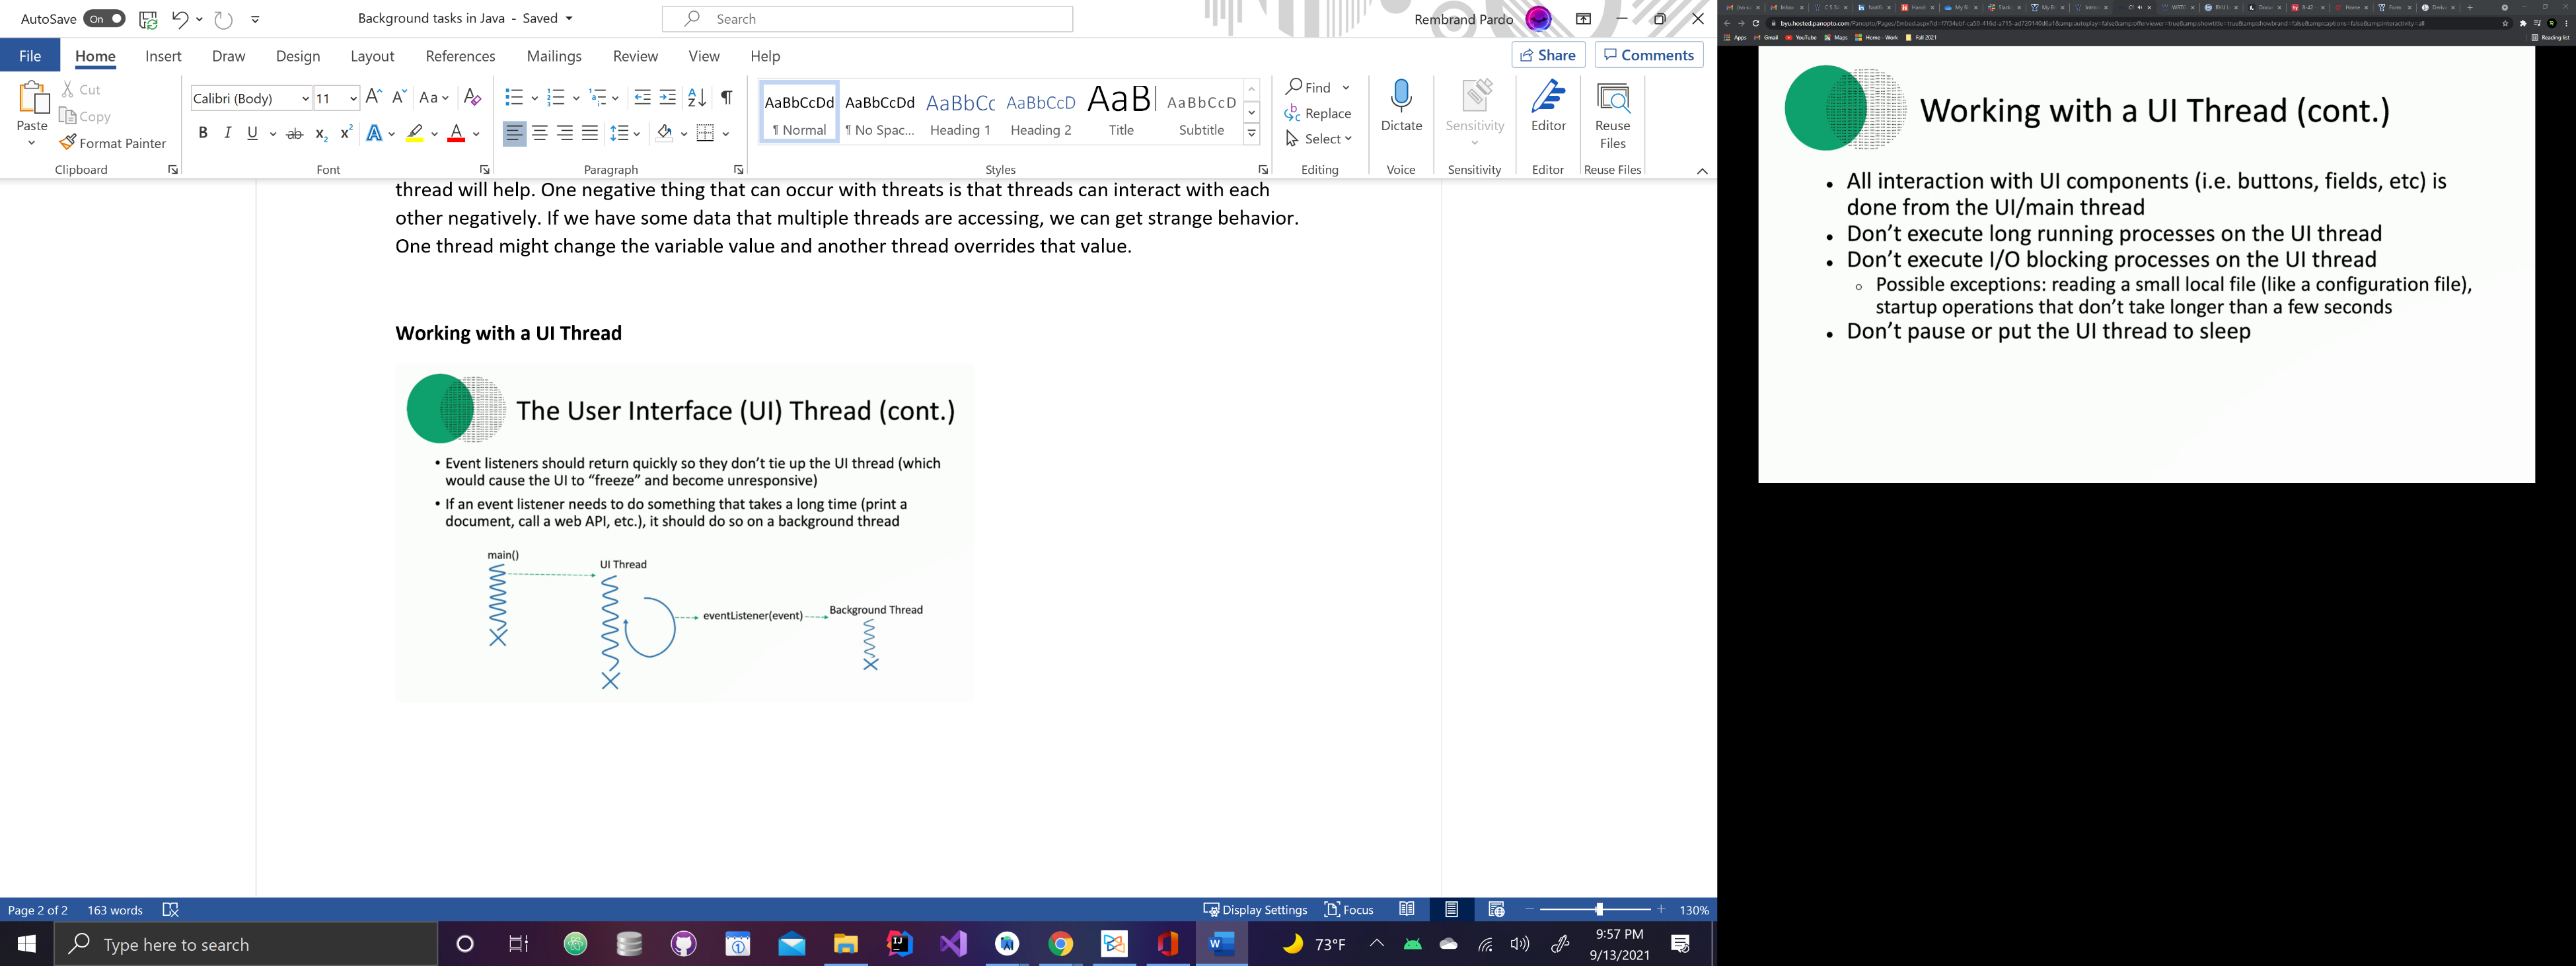 AutoSave On
Background tasks in Java - Saved
Search
Rembrand Pardo
File Home Insert Draw Design Layout References Mailings Review View Help
Share Comments
Paste
Cut
Copy
Format Painter
Clipboard
Calibri (Body) 11
Font
Paragraph
AaBbCcDd AaBbCcDd AaBbCc AaBbCcD AaB AaBbCcD
¶ Normal ¶ No Spac... Heading 1 Heading 2 Title Subtitle
Styles
Find
Replace
Select
Editing
Dictate
Voice
Sensitivity
Sensitivity
Editor
Editor
Reuse
Files
Reuse Files
thread will help. One negative thing that can occur with threats is that threads can interact with each
other negatively. If we have some data that multiple threads are accessing, we can get strange behavior.
One thread might change the variable value and another thread overrides that value.
Working with a UI Thread
The User Interface (UI) Thread (cont.)
• Event listeners should return quickly so they don't tie up the UI thread (which
would cause the UI to "freeze" and become unresponsive)
• If an event listener needs to do something that takes a long time (print a
document, call a web API, etc.), it should do so on a background thread
main()
UI Thread
eventListener(event)
Background Thread
Page 2 of 2 163 words
Display Settings Focus
130%
Type here to search
73°F
9:57 PM
9/13/2021
Apps Gmail YouTube Maps Home - Work Fall 2021
Reading list
Working with a UI Thread (cont.)
• All interaction with UI components (i.e. buttons, fields, etc) is
done from the UI/main thread
• Don't execute long running processes on the UI thread
• Don't execute I/O blocking processes on the UI thread
○ Possible exceptions: reading a small local file (like a configuration file),
startup operations that don't take longer than a few seconds
• Don't pause or put the UI thread to sleep